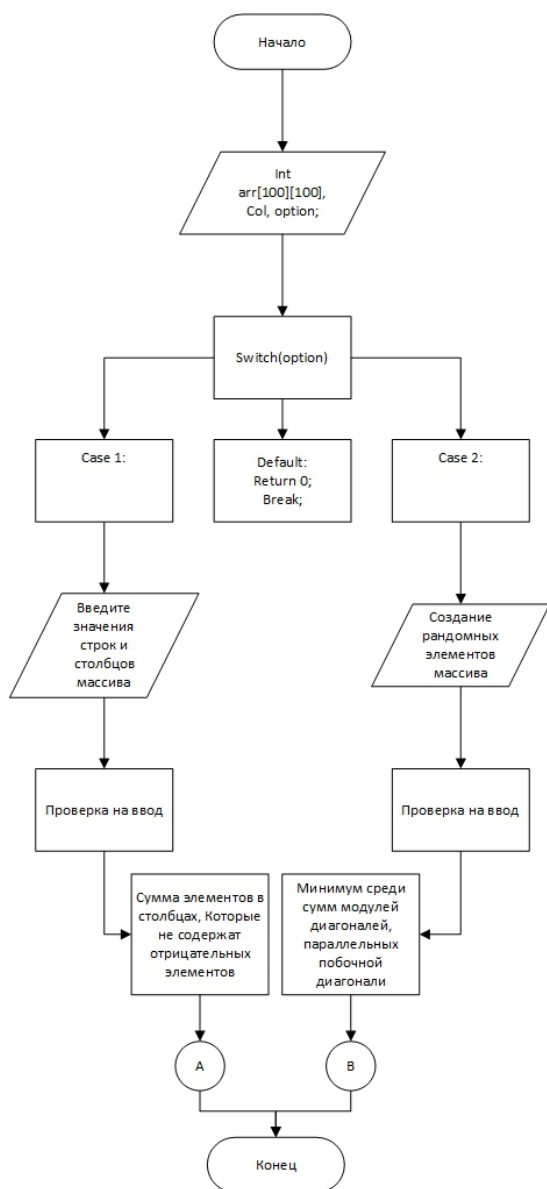 Начало
Int
arr[100][100],
Col, option;
Switch(option)
Case 1:
Default:
Return 0;
Break;
Case 2:
Введите
значения
строк и
столбцов
массива
Создание
рандомных
элементов
массива
Проверка на ввод
Проверка на ввод
Сумма элементов в
столбцах, Которые
не содержат
отрицательных
элементов
Минимум среди
сумм модулей
диагоналей,
параллельных
побочной
диагонали
A
B
Конец